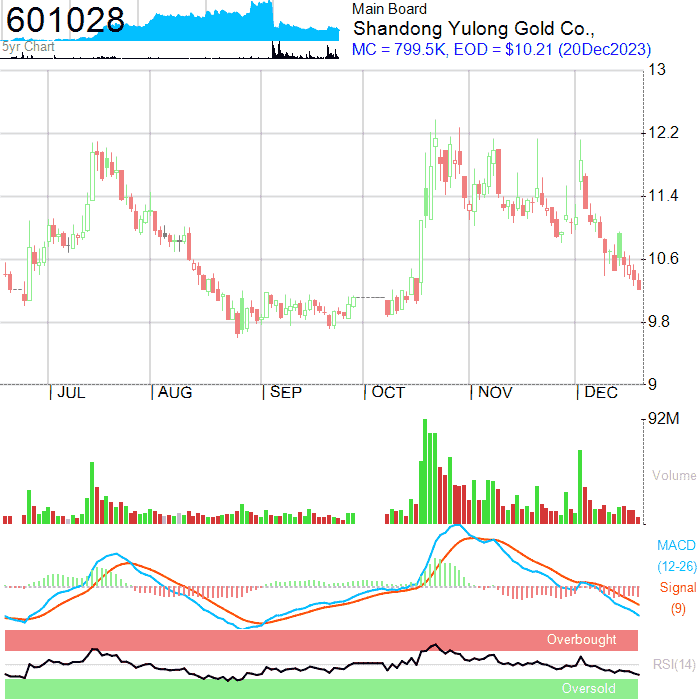 601028
5yr Chart
Main Board
Shandong Yulong Gold Co.,
MC = 799.5K, EOD = $10.21 (20Dec2023)
13
12.2
11.4
10.6
9.8
9
JUL AUG SEP OCT NOV DEC
92M
Volume
MACD
(12-26)
Signal
(9)
Overbought
RSI(14)
Oversold